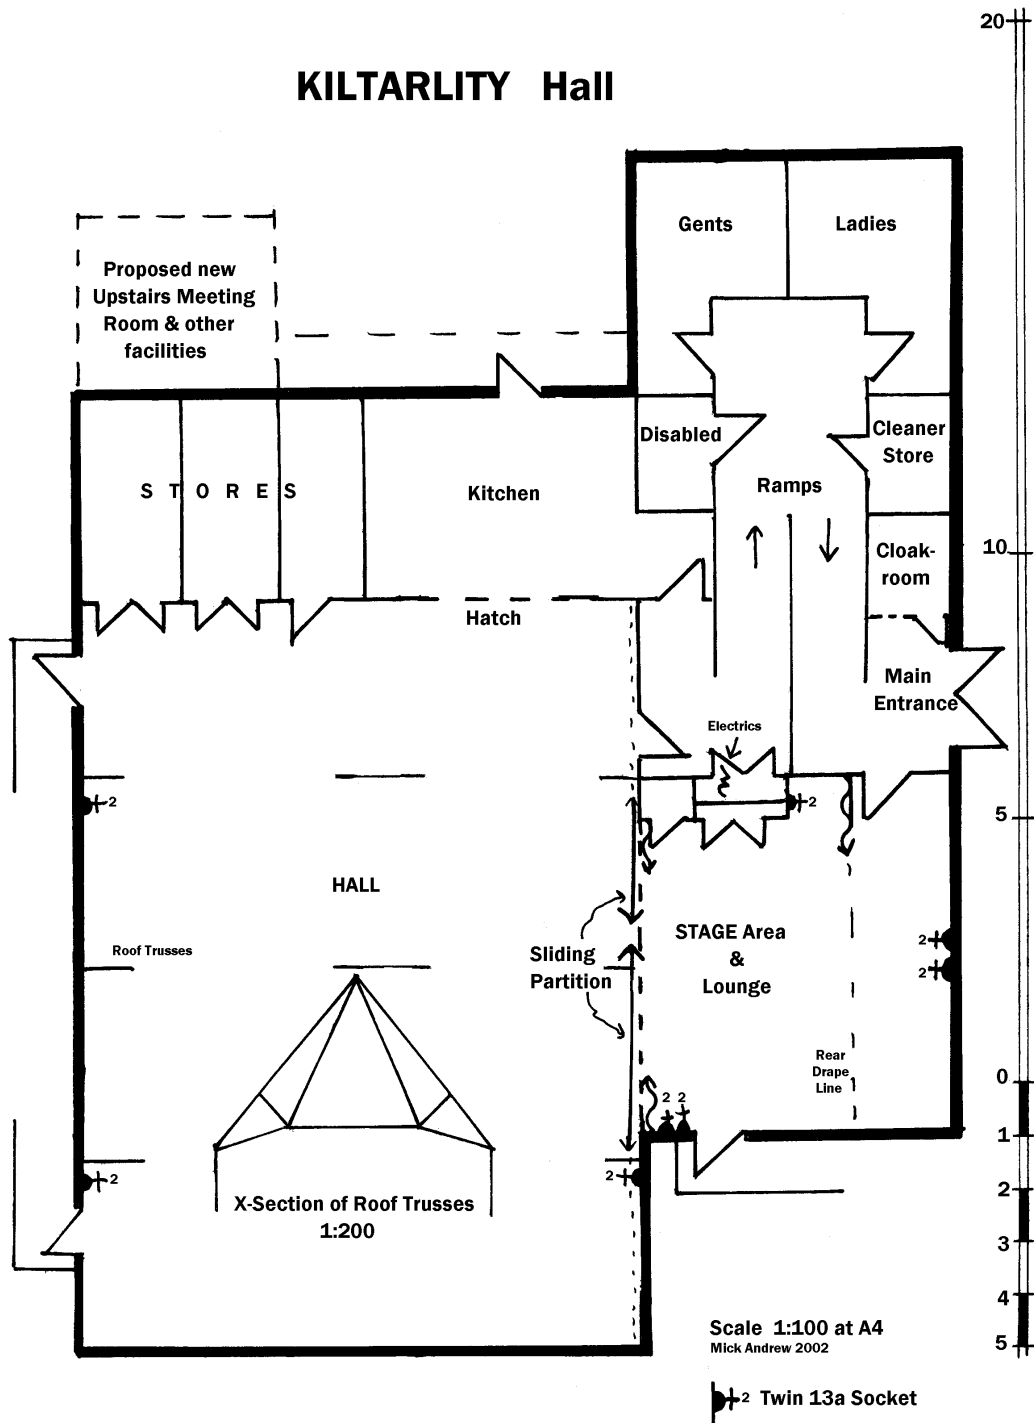 20
KILTARLITY Hall
Gents
Ladies
Proposed new
Upstairs Meeting
Room & other
facilities
Disabled
Cleaner
Store
STORES
Kitchen
Ramps
10
Cloak-
room
Hatch
Main
Entrance
Electrics
2
2
5
HALL
STAGE Area
&
Lounge
2
2
Roof Trusses
Sliding
Partition
Rear
Drape
Line
0
2 2
1
2
2
2
X-Section of Roof Trusses
1:200
3
4
5
Scale 1:100 at A4
Mick Andrew 2002
2 Twin 13a Socket